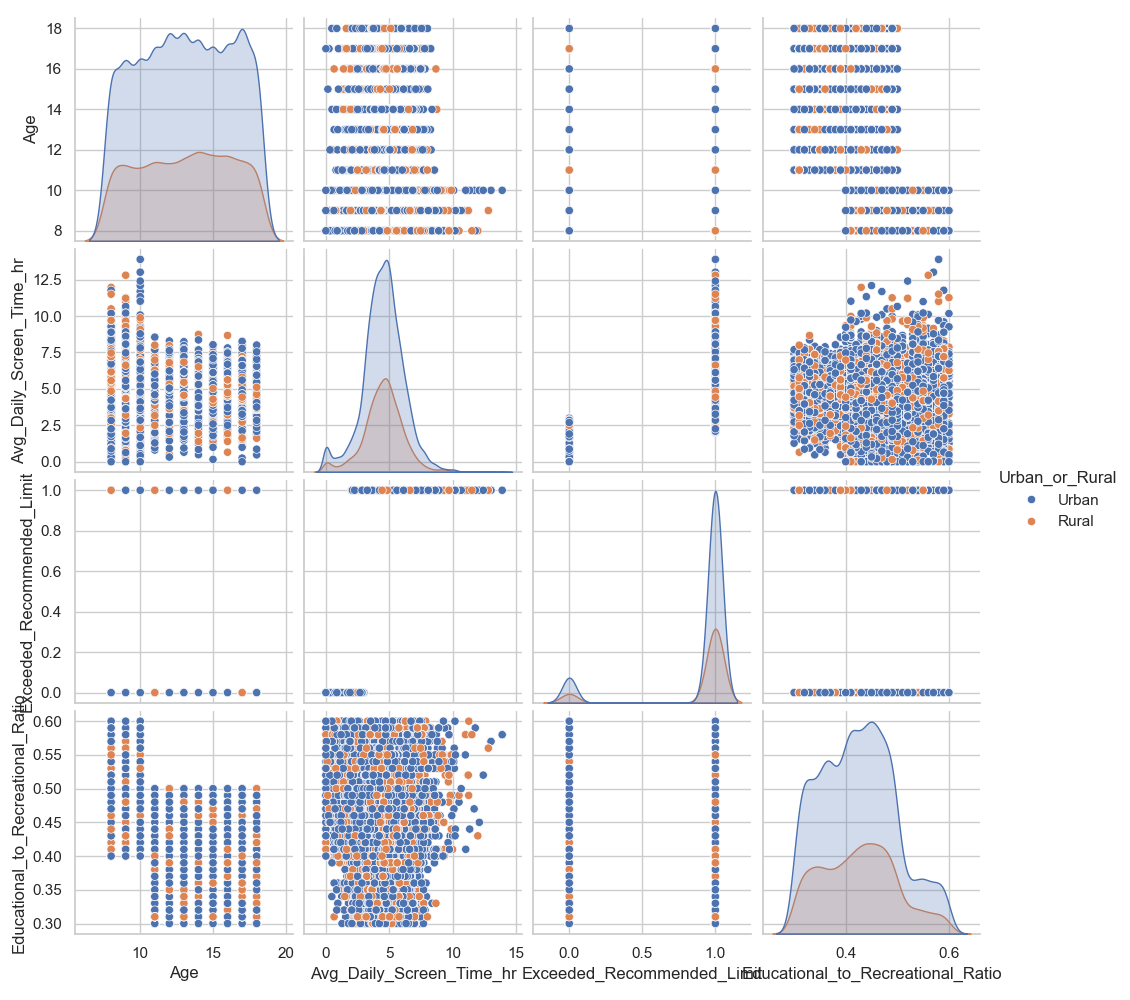 18
16
14
12
10
8
Age
12.5
10.0
7.5
5.0
2.5
0.0
Avg_Daily_Screen_Time_hr
1.0
0.8
0.6
0.4
0.2
0.0
Exceeded_Recommended_Limit
0.60
0.55
0.50
0.45
0.40
0.35
0.30
Educational_to_Recreational_Ratio
10 15 20
Age
0 5 10 15
Avg_Daily_Screen_Time_hr
0.0 0.5 1.0
Exceeded_Recommended_Limit
0.4 0.6
Educational_to_Recreational_Ratio
Urban_or_Rural
Urban
Rural